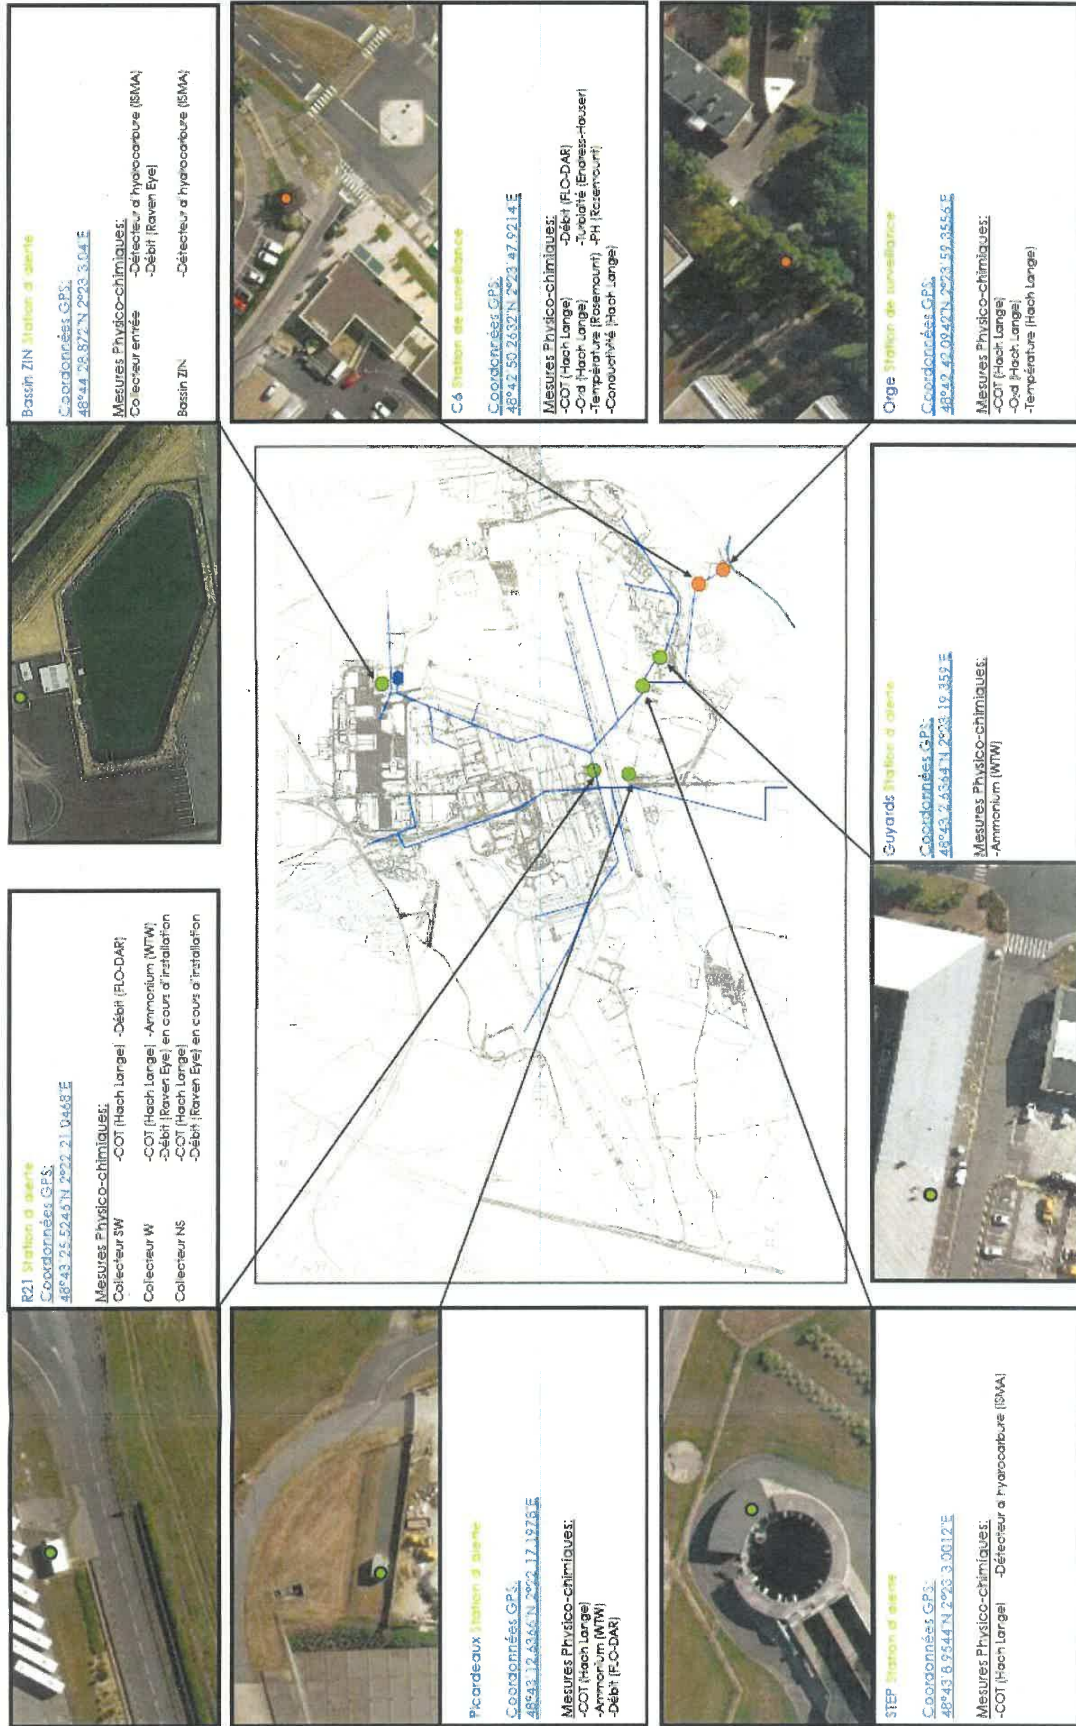 R21 Station d'alerte
Coordonnées GPS:
48°43'25.5246"N 2°22'21.0468"E
Mesures Physico-chimiques:
Collecteur SW -COT (Hach Lange) -Débit (FLO-DAR)
Collecteur W -COT (Hach Lange) -Ammonium (WTW)
-Débit (Raven Eye) en cours d'installation
Collecteur NS -COT (Hach Lange)
-Débit (Raven Eye) en cours d'installation
Bassin ZIN Station d'alerte
Coordonnées GPS:
48°44'28.872"N 2°23'3.04"E
Mesures Physico-chimiques:
Collecteur entrée -Détecteur d'hydrocarbure (ISMA)
-Débit (Raven Eye)
Bassin ZIN -Détecteur d'hydrocarbure (ISMA)
Picardeaux Station d'alerte
Coordonnées GPS:
48°43'12.6366"N 2°22'17.1978"E
Mesures Physico-chimiques:
-COT (Hach Lange)
-Ammonium (WTW)
-Débit (FLO-DAR)
C6 Station de surveillance
Coordonnées GPS:
48°42'50.2632"N 2°23'47.9214"E
Mesures Physico-chimiques:
-COT (Hach Lange) -Débit (FLO-DAR)
-O2d (Hach Lange) -Turbidité (Endress-Hauser)
-Température (Rosemount) -PH (Rosemount)
-Conductivité (Hach Lange)
STEP Station d'alerte
Coordonnées GPS:
48°43'8.9544"N 2°23'3.0012"E
Mesures Physico-chimiques:
-COT (Hach Lange) -Détecteur d'hydrocarbure (ISMA)
Guyards Station d'alerte
Coordonnées GPS:
48°43'2.6364"N 2°23'19.359"E
Mesures Physico-chimiques:
-Ammonium (WTW)
Orge Station de surveillance
Coordonnées GPS:
48°42'42.0942"N 2°23'59.3556"E
Mesures Physico-chimiques:
-COT (Hach Lange)
-O2d (Hach Lange)
-Température (Hach Lange)